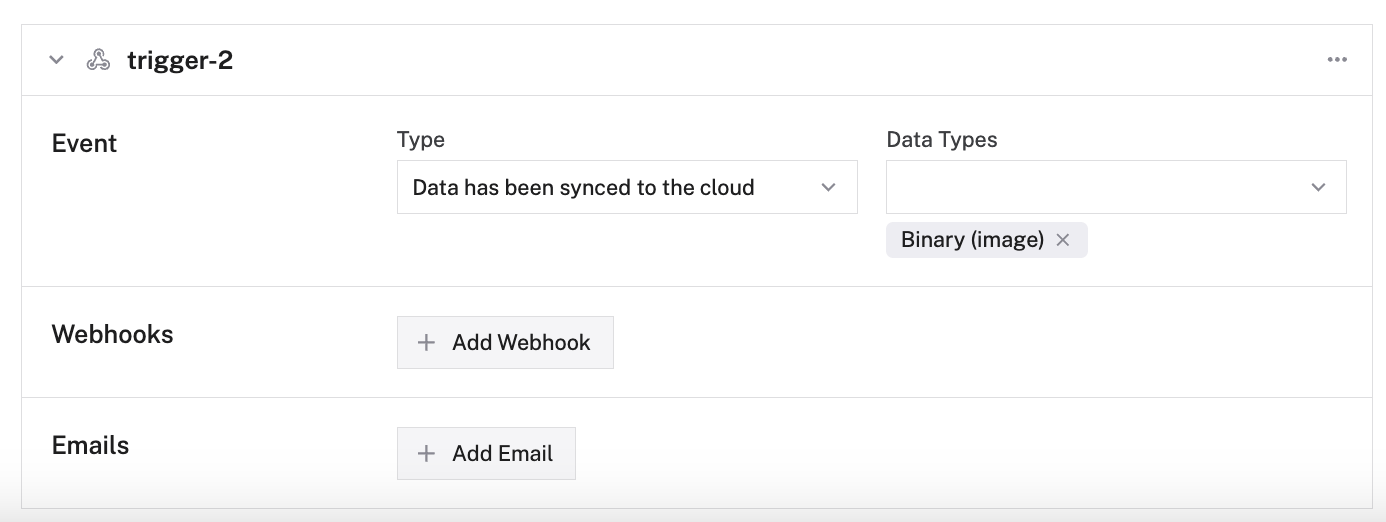 trigger-2
Event
Type
Data Types
Data has been synced to the cloud
Binary (image)
Webhooks
Add Webhook
Emails
Add Email